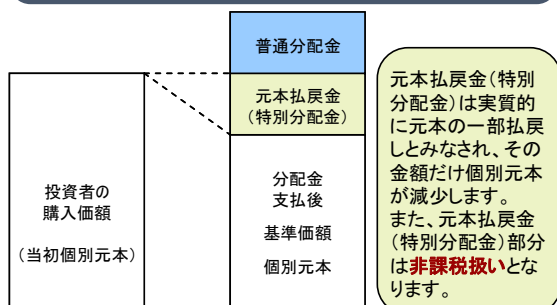 普通分配金
元本払戻金
（特別分配金）
投資者の
購入価額
（当初個別元本）
分配金
支払後
基準価額
個別元本
元本払戻金（特別
分配金）は実質的
に元本の一部払戻
しとみなされ、その
金額だけ個別元本
が減少します。
また、元本払戻金
（特別分配金）部分
は非課税扱いとな
ります。